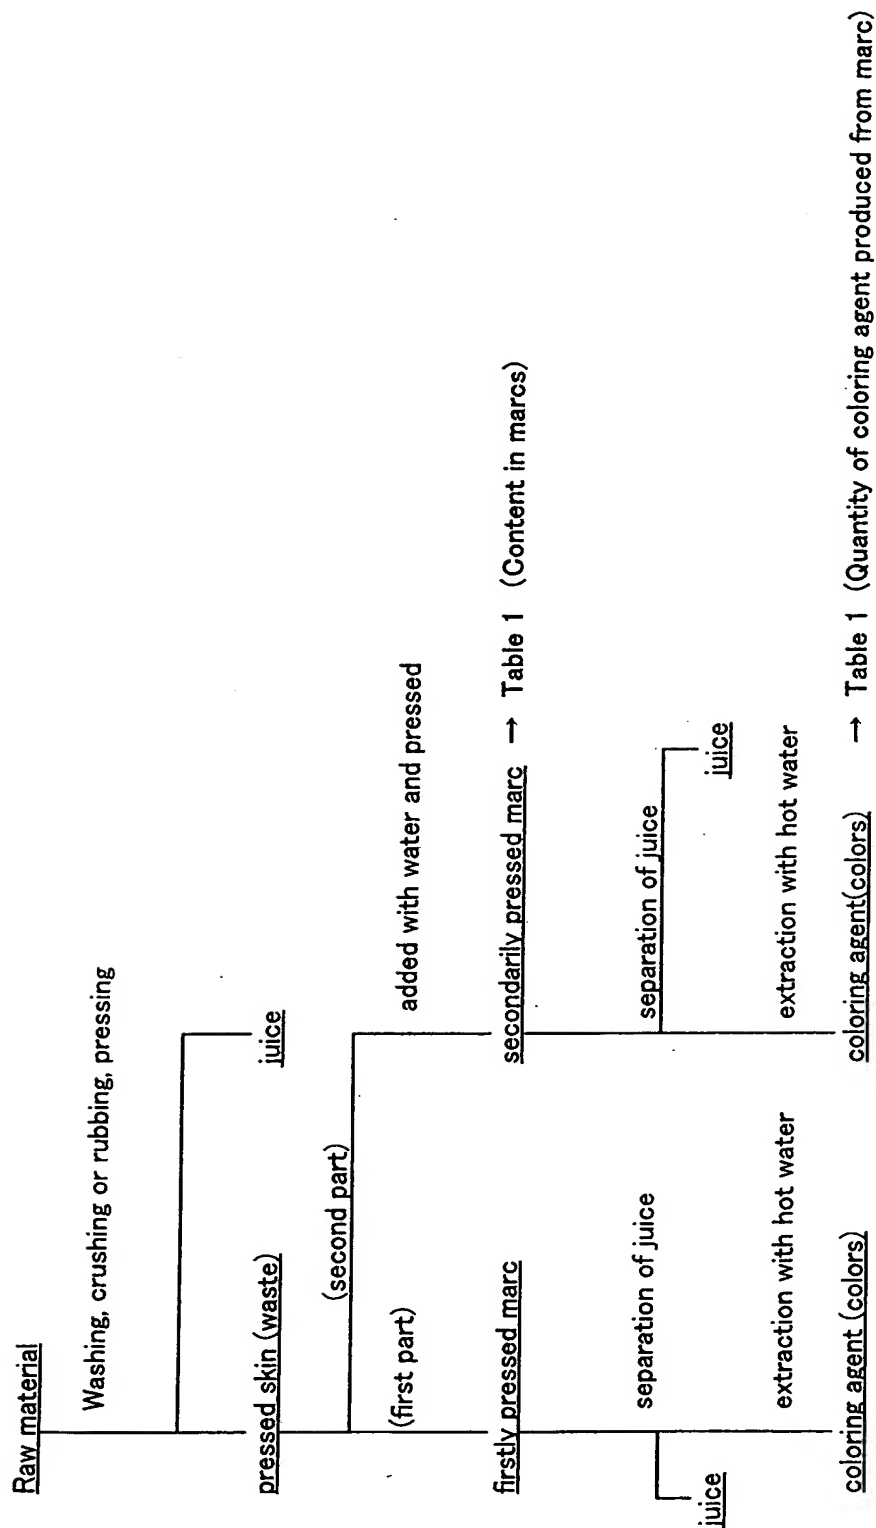 Raw material
Washing, crushing or rubbing, pressing
pressed skin (waste)
juice
(first part)
(second part)
added with water and pressed
firstly pressed marc
secondarily pressed marc → Table 1 (Content in marcs)
separation of juice
separation of juice
juice
juice
extraction with hot water
extraction with hot water
coloring agent (colors)
coloring agent(colors) → Table 1 (Quantity of coloring agent produced from marc)